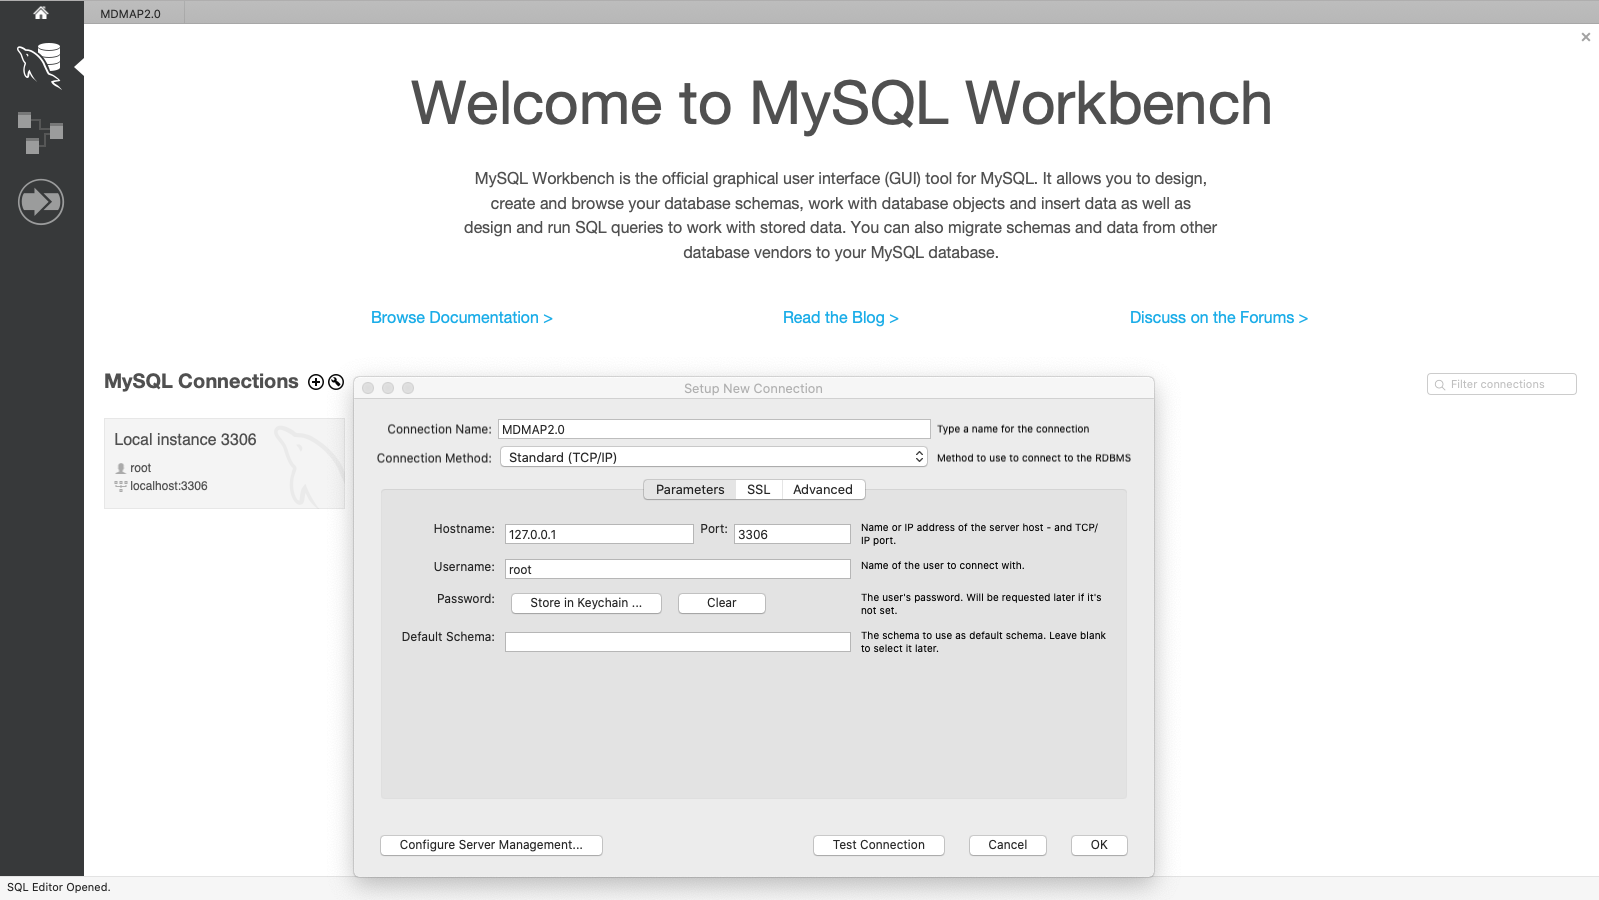 MDMAP2.0
Welcome to MySQL Workbench
MySQL Workbench is the official graphical user interface (GUI) tool for MySQL. It allows you to design,
create and browse your database schemas, work with database objects and insert data as well as
design and run SQL queries to work with stored data. You can also migrate schemas and data from other
database vendors to your MySQL database.
Browse Documentation >
Read the Blog >
Discuss on the Forums >
MySQL Connections
Filter connections
Local instance 3306
root
localhost:3306
Setup New Connection
Connection Name: MDMAP2.0 Type a name for the connection
Connection Method: Standard (TCP/IP) Method to use to connect to the RDBMS
Parameters SSL Advanced
Hostname: 127.0.0.1 Port: 3306 Name or IP address of the server host - and TCP/
IP port.
Username: root Name of the user to connect with.
Password: Store in Keychain ... Clear The user's password. Will be requested later if it's
not set.
Default Schema: The schema to use as default schema. Leave blank
to select it later.
Configure Server Management... Test Connection Cancel OK
SQL Editor Opened.